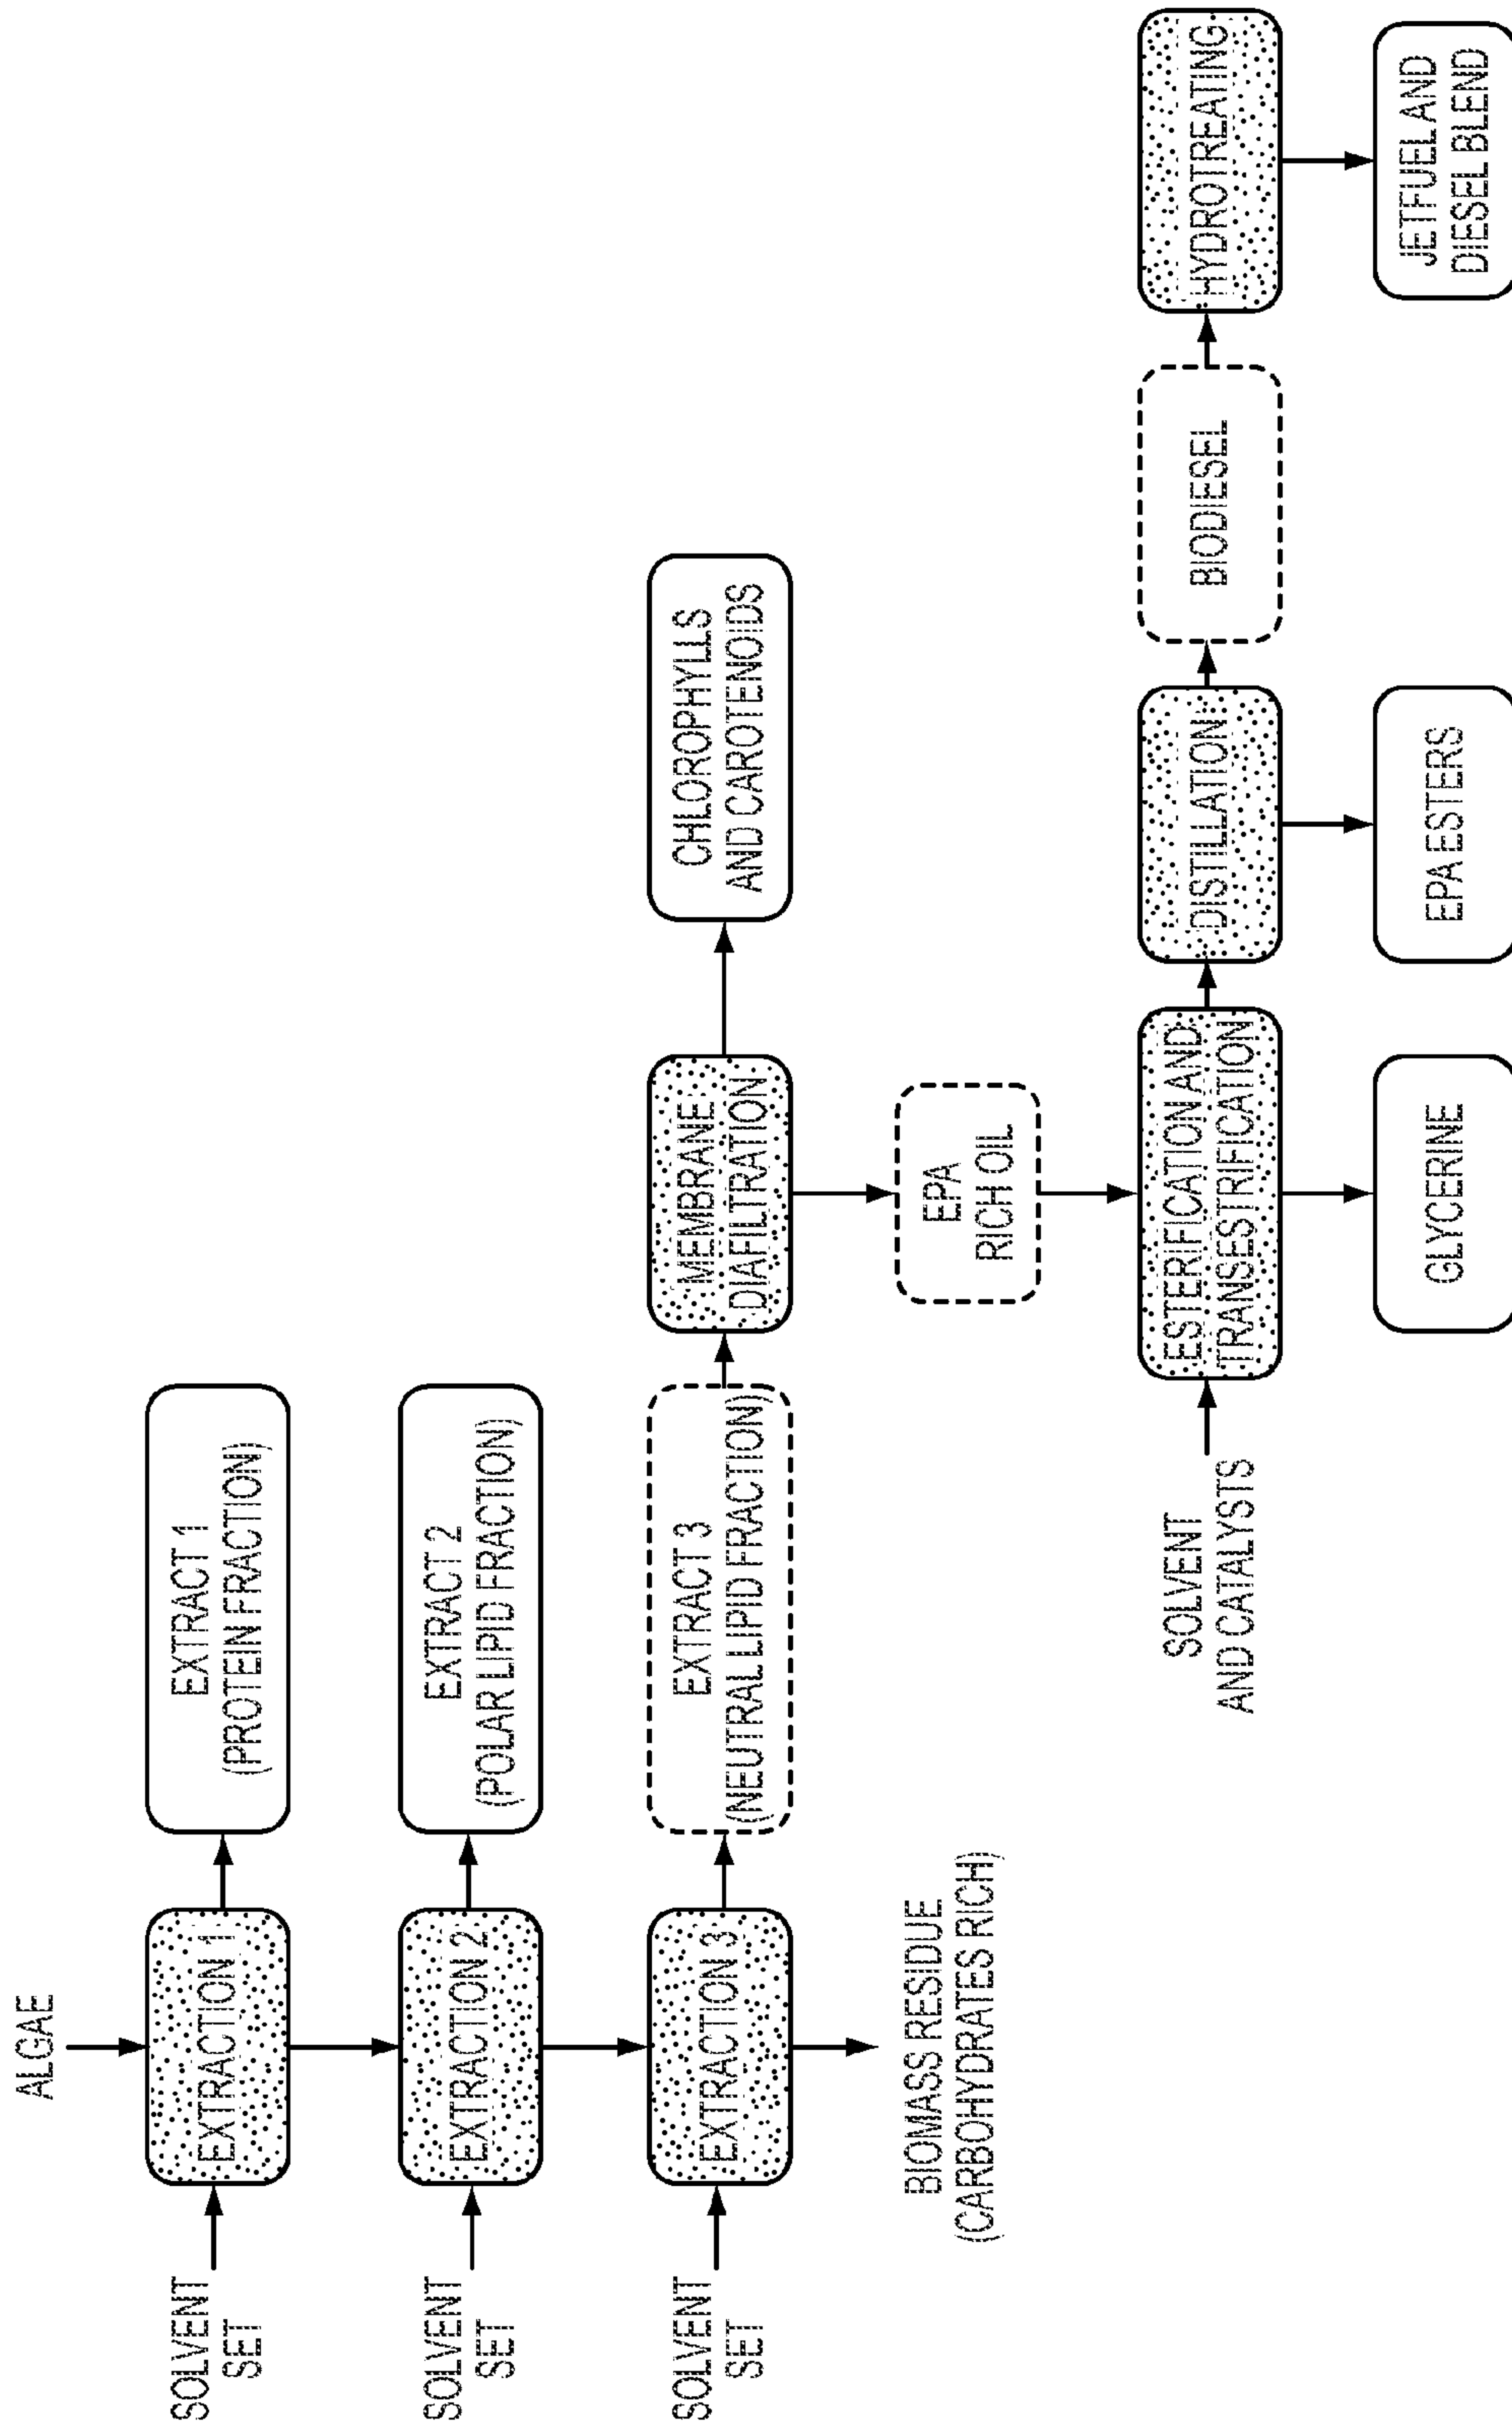 ALGAE
SOLVENT
SET
EXTRACTION 1
EXTRACT 1
(PROTEIN FRACTION)
SOLVENT
SET
EXTRACTION 2
EXTRACT 2
(POLAR LIPID FRACTION)
SOLVENT
SET
EXTRACTION 3
EXTRACT 3
(NEUTRAL LIPID FRACTION)
MEMBRANE
DIAFILTRATION
CHLOROPHYLLS
AND CAROTENOIDS
BIOMASS RESIDUE
(CARBOHYDRATES RICH)
EPA
RICH OIL
SOLVENT
AND CATALYSTS
ESTERIFICATION AND
TRANSESTRIFICATION
DISTILLATION
BIODIESEL
HYDROTREATING
GLYCERINE
EPA ESTERS
JETFUEL AND
DIESEL BLEND